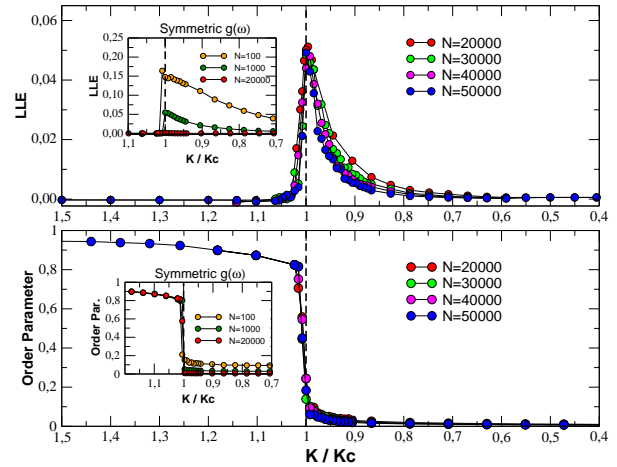 Symmetric g(ω)
0,25
0,20
0,15
0,10
0,05
0,00
LLE
N=100
N=1000
N=20000
1,1 1 0,9 0,8 0,7
K / Kc
0,06
0,04
0,02
0,00
LLE
N=20000
N=30000
N=40000
N=50000
1,5 1,4 1,3 1,2 1,1 1 0,9 0,8 0,7 0,6 0,5 0,4
1
0,8
0,6
0,4
0,2
0
Order Parameter
Symmetric g(ω)
1
0,8
0,6
0,4
0,2
0
Order Par.
N=100
N=1000
N=20000
1,1 1 0,9 0,8 0,7
K / Kc
N=20000
N=30000
N=40000
N=50000
1,5 1,4 1,3 1,2 1,1 1 0,9 0,8 0,7 0,6 0,5 0,4
K / Kc